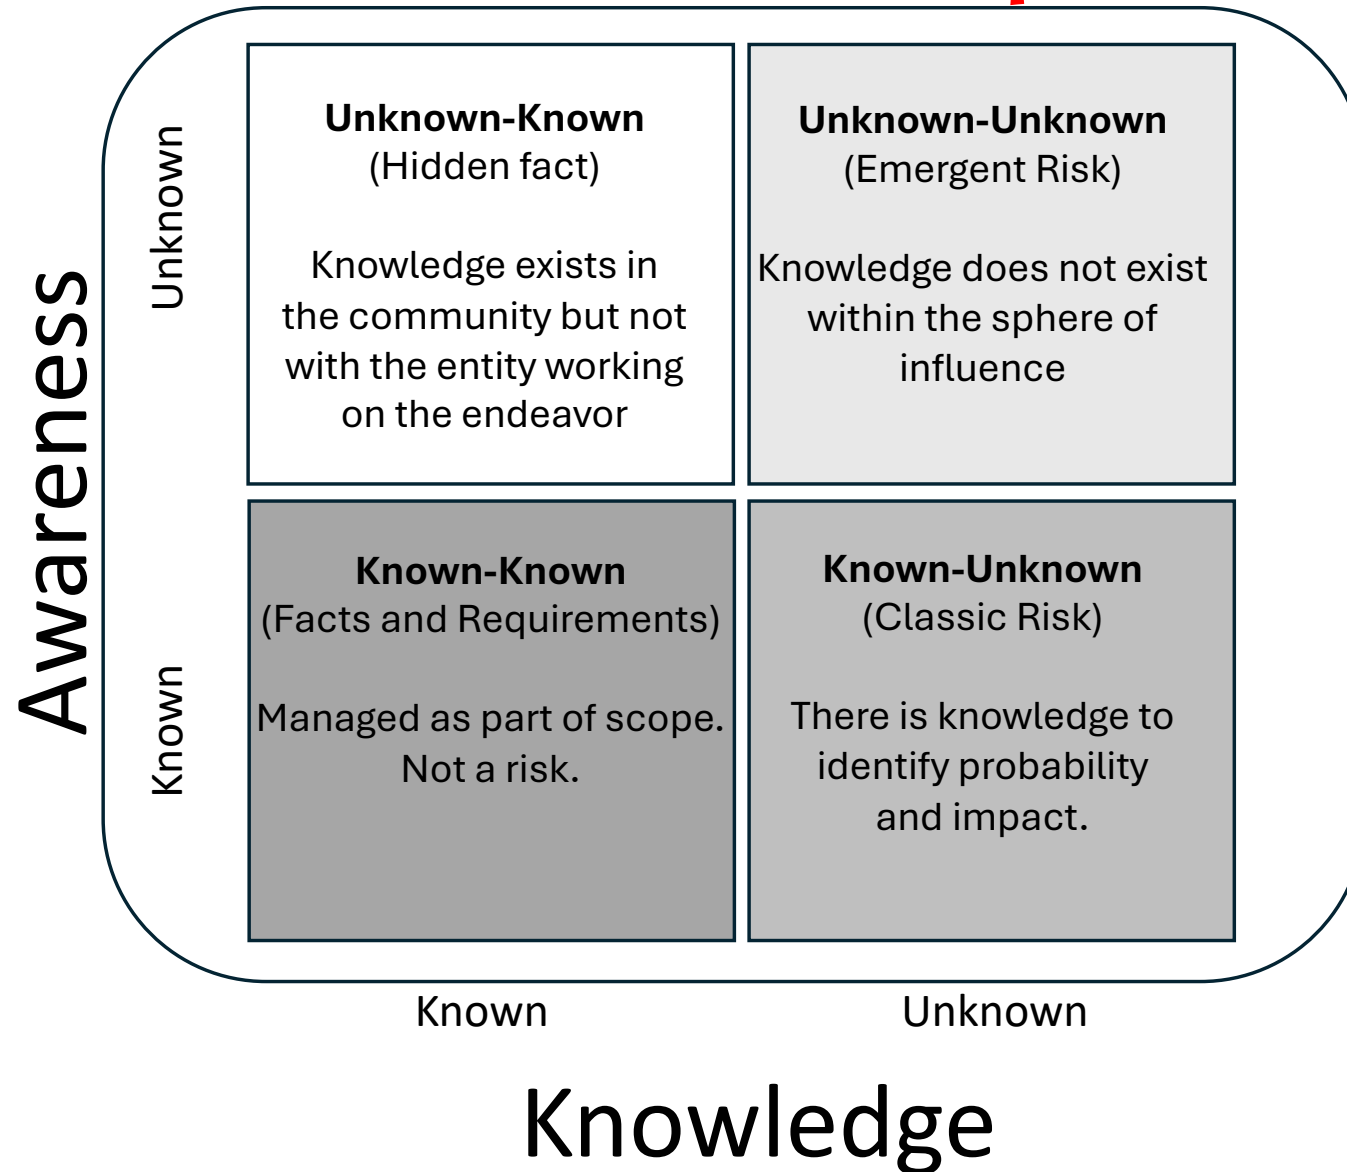 Awareness
Unknown
Unknown-Known
(Hidden fact)
Knowledge exists in
the community but not
with the entity working
on the endeavor
Unknown-Unknown
(Emergent Risk)
Knowledge does not exist
within the sphere of
influence
Known
Known-Known
(Facts and Requirements)
Managed as part of scope.
Not a risk.
Known-Unknown
(Classic Risk)
There is knowledge to
identify probability
and impact.
Known
Unknown
Knowledge